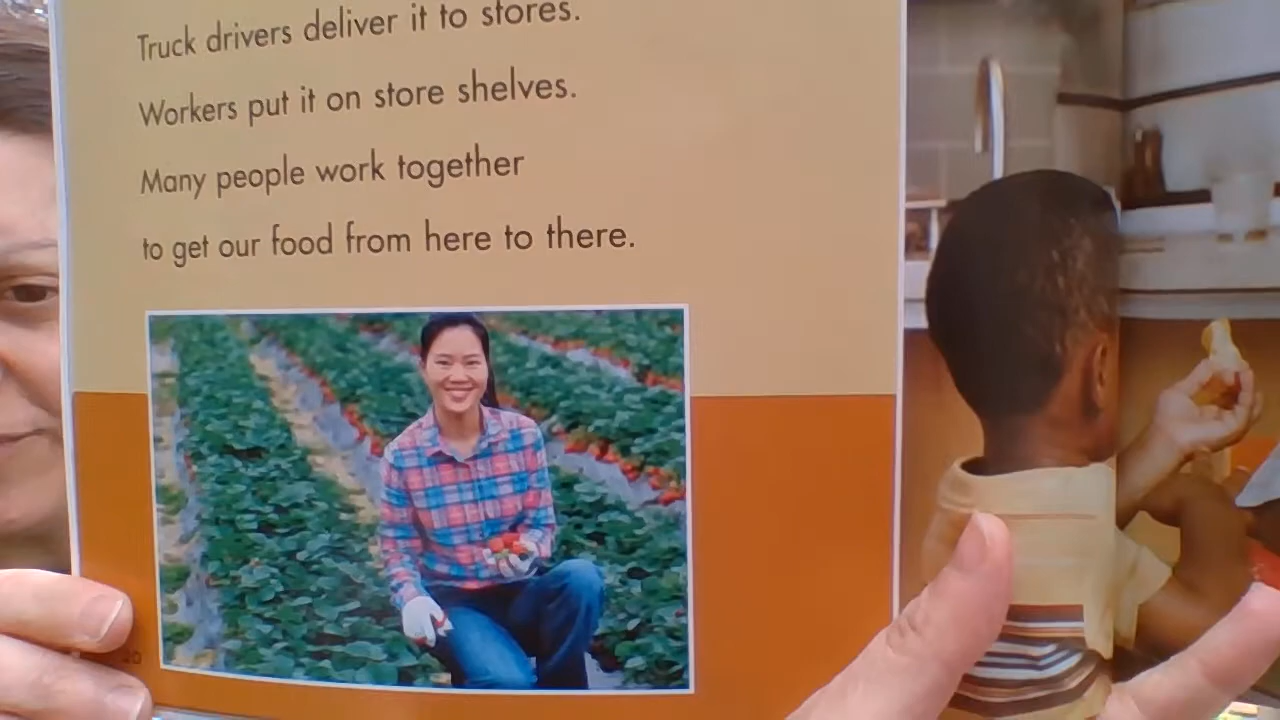 Truck drivers deliver it to stores.
Workers put it on store shelves.
Many people work together
to get our food from here to there.